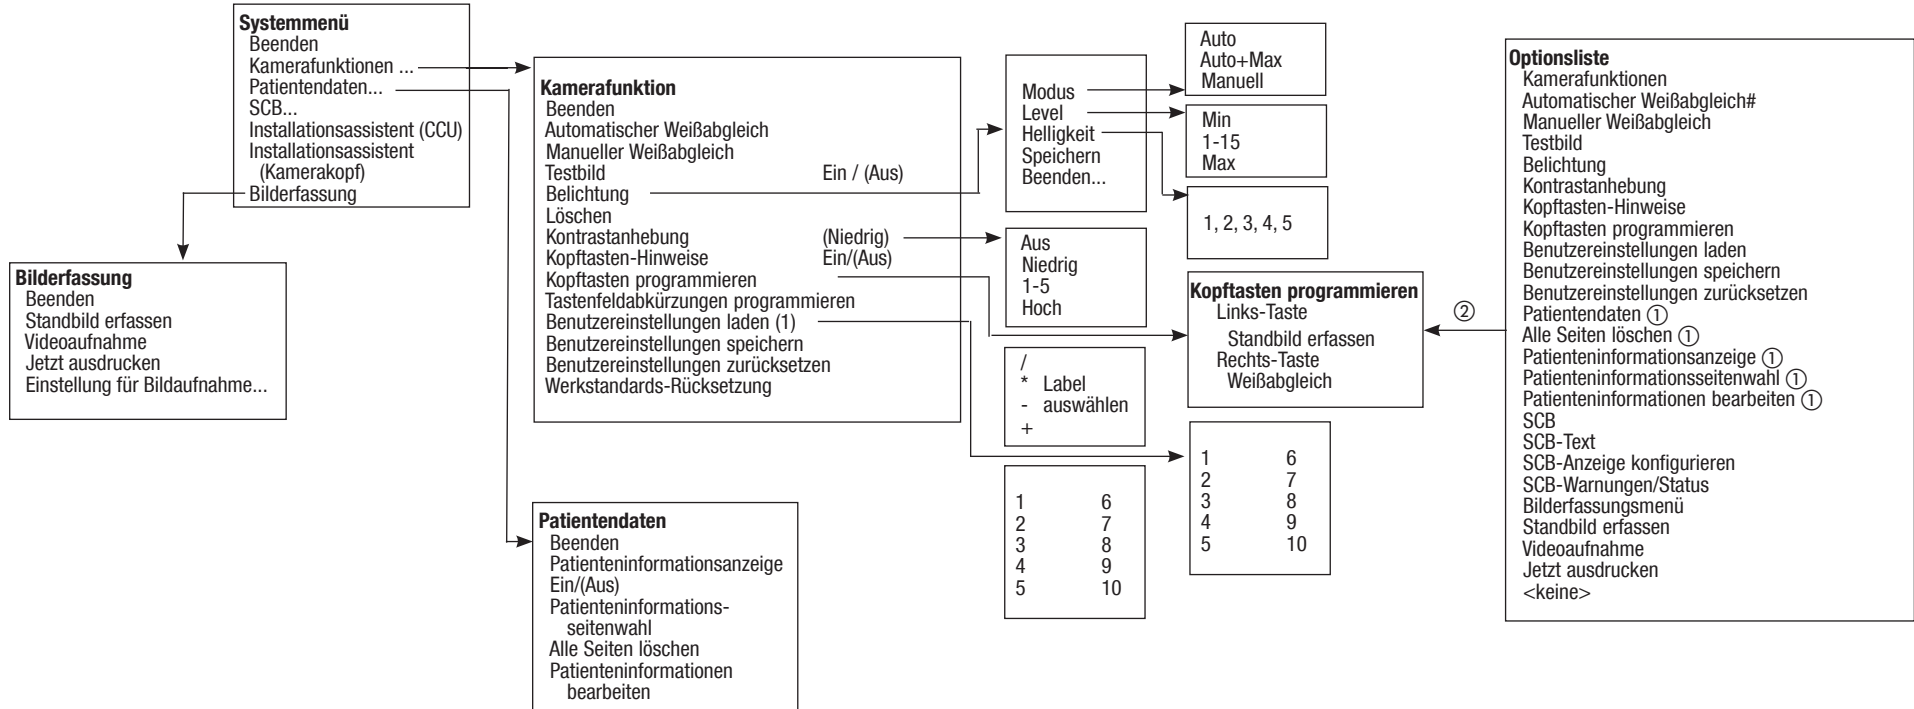 Systemmenü
Beenden
Kamerafunktionen ...
Patientendaten...
SCB...
Installationsassistent (CCU)
Installationsassistent
(Kamerakopf)
Bilderfassung
Bilderfassung
Beenden
Standbild erfassen
Videoaufnahme
Jetzt ausdrucken
Einstellung für Bildaufnahme...
Kamerafunktion
Beenden
Automatischer Weißabgleich
Manueller Weißabgleich
Testbild Ein / (Aus)
Belichtung
Löschen
Kontrastanhebung (Niedrig)
Kopftasten-Hinweise Ein/(Aus)
Kopftasten programmieren
Tastenfeldabkürzungen programmieren
Benutzereinstellungen laden (1)
Benutzereinstellungen speichern
Benutzereinstellungen zurücksetzen
Werkstandards-Rücksetzung
Patientendaten
Beenden
Patienteninformationsanzeige
Ein/(Aus)
Patienteninformations-
seitenwahl
Alle Seiten löschen
Patienteninformationen
bearbeiten
Modus
Level
Helligkeit
Speichern
Beenden...
Aus
Niedrig
1-5
Hoch
/
* Label
- auswählen
+
1 6
2 7
3 8
4 9
5 10
Auto
Auto+Max
Manuell
Min
1-15
Max
1, 2, 3, 4, 5
Kopftasten programmieren
Links-Taste
Standbild erfassen
Rechts-Taste
Weißabgleich
1 6
2 7
3 8
4 9
5 10
②
Optionsliste
Kamerafunktionen
Automatischer Weißabgleich#
Manueller Weißabgleich
Testbild
Belichtung
Kontrastanhebung
Kopftasten-Hinweise
Kopftasten programmieren
Benutzereinstellungen laden
Benutzereinstellungen speichern
Benutzereinstellungen zurücksetzen
Patientendaten ①
Alle Seiten löschen ①
Patienteninformationsanzeige ①
Patienteninformationsseitenwahl ①
Patienteninformationen bearbeiten ①
SCB
SCB-Text
SCB-Anzeige konfigurieren
SCB-Warnungen/Status
Bilderfassungsmenü
Standbild erfassen
Videoaufnahme
Jetzt ausdrucken
<keine>